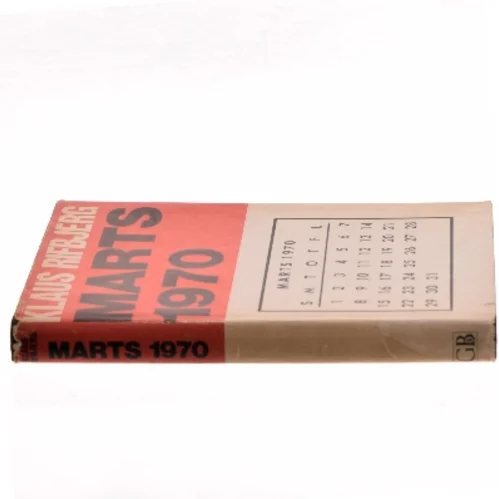 KLAUS RIFBJERG
MARTS
1970
MARTS 1970
S M T O T F L
1 2 3 4 5 6 7
8 9 10 11 12 13 14
15 16 17 18 19 20 21
22 23 24 25 26 27 28
29 30 31
MARTS 1970
GB